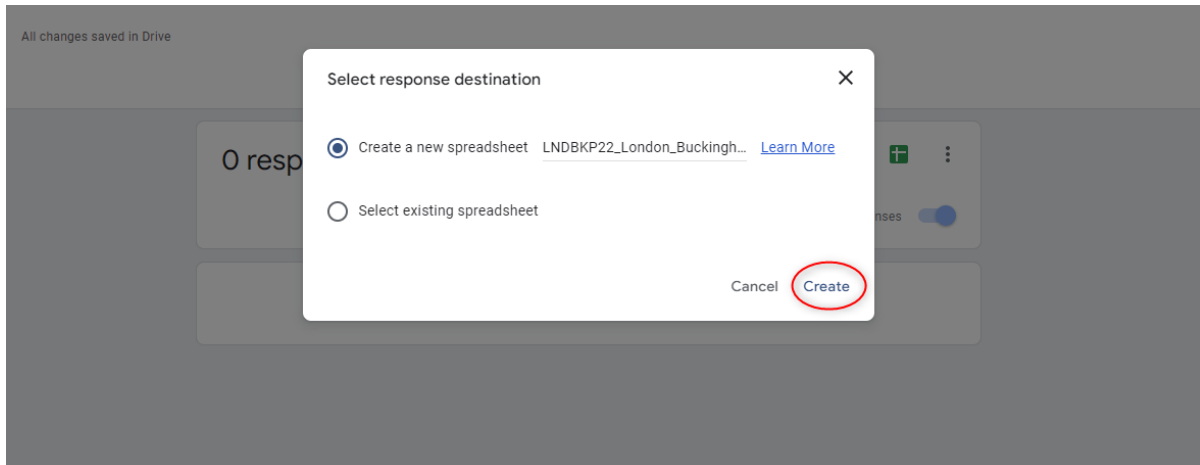 All changes saved in Drive
Select response destination
0 resp
Create a new spreadsheet LNDBKP22_London_Buckingh... Learn More
Select existing spreadsheet
nses
Cancel Create